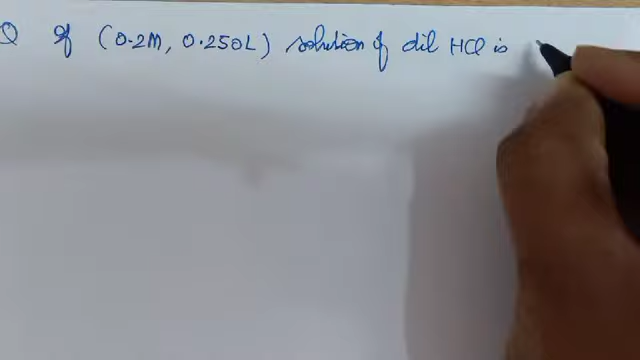 Q If (0.2M, 0.250L) solution of dil HCl is